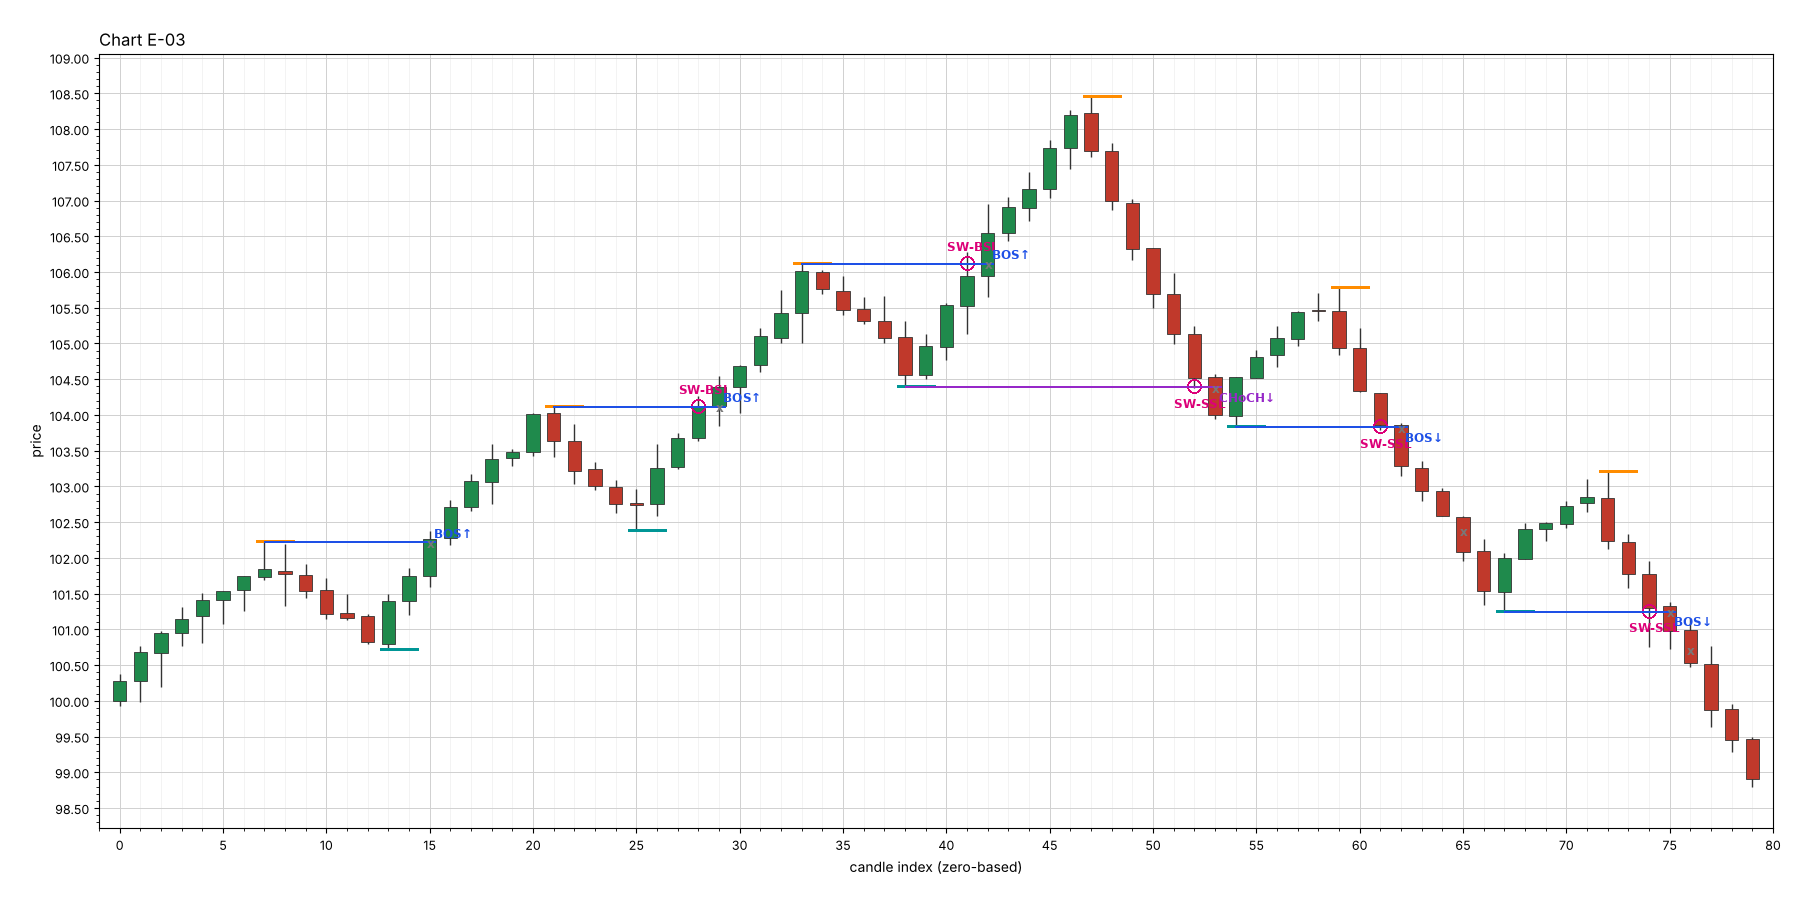 Chart E-03
109.00
108.50
108.00
107.50
107.00
106.50
106.00
105.50
105.00
104.50
104.00
103.50
103.00
102.50
102.00
101.50
101.00
100.50
100.00
99.50
99.00
98.50
price
SW-BSL
BOS↑
SW-BSL
BOS↑
CHoCH↓
SW-SSL
BOS↓
SW-SSL
BOS↑
BOS↓
SW-SSL
0 5 10 15 20 25 30 35 40 45 50 55 60 65 70 75 80
candle index (zero-based)